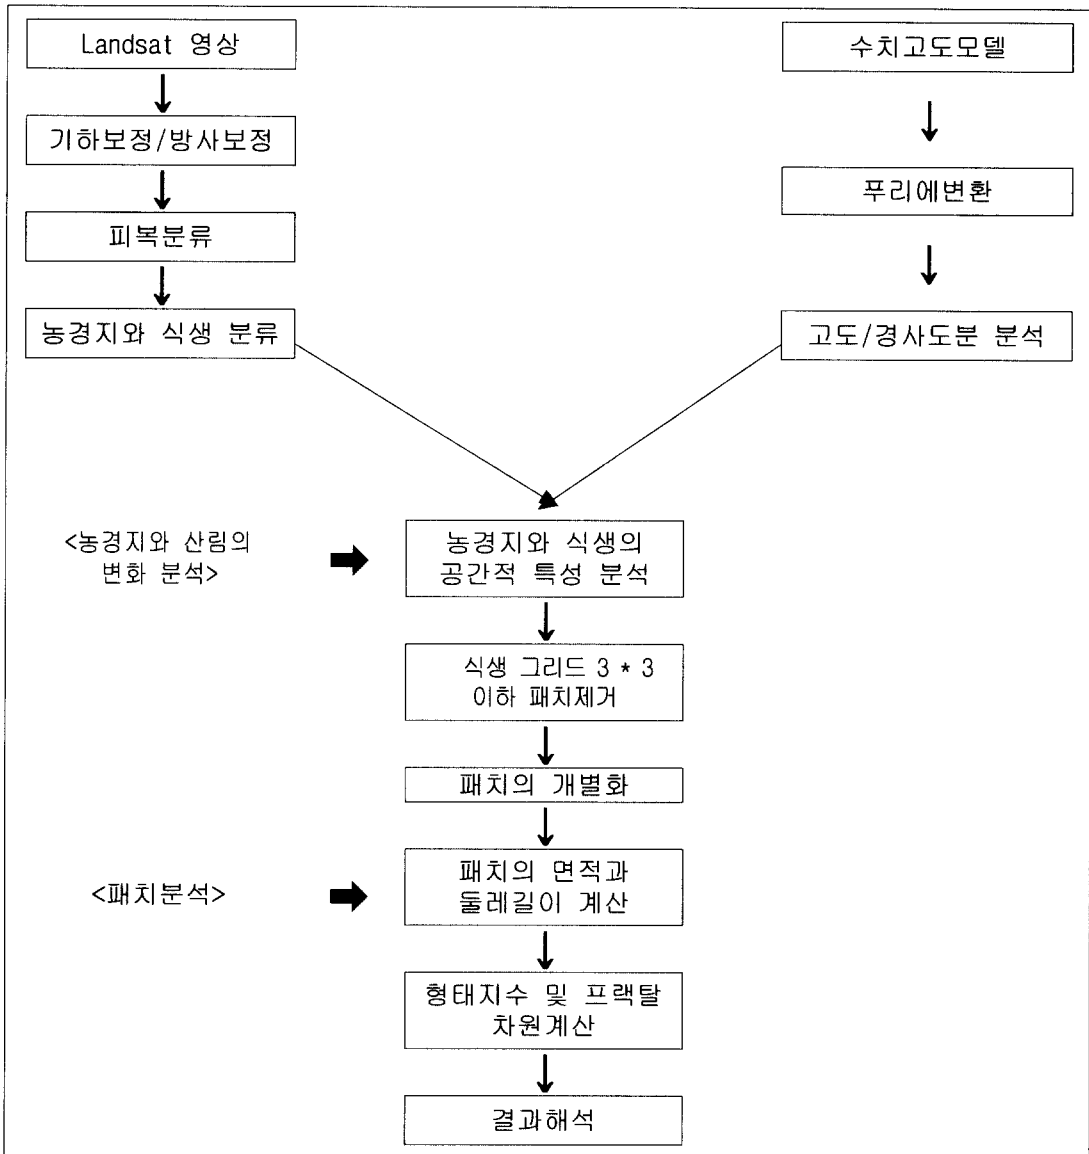 Landsat 영상
기하보정/방사보정
피복분류
농경지와 식생 분류
수치고도모델
푸리에변환
고도/경사도분 분석
<농경지와 산림의
변화 분석>
농경지와 식생의
공간적 특성 분석
식생 그리드 3 * 3
이하 패치제거
패치의 개별화
<패치분석>
패치의 면적과
둘레길이 계산
형태지수 및 프랙탈
차원계산
결과해석